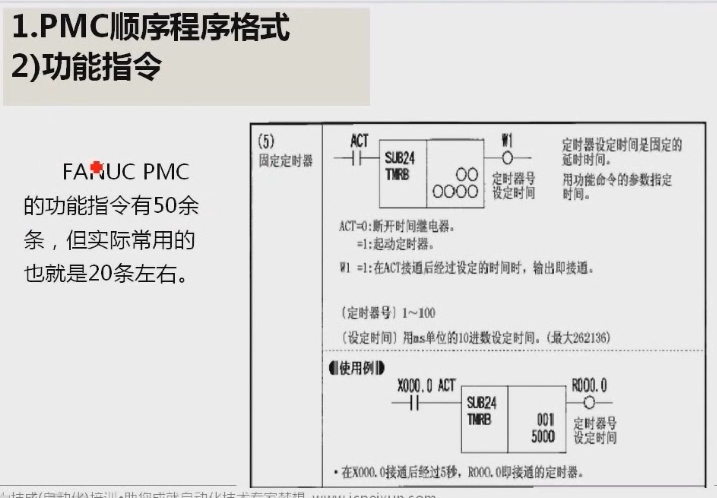 1.PMC顺序程序格式
2)功能指令
FANUC PMC
的功能指令有50余
条，但实际常用的
也就是20条左右。
(5)
固定定时器
ACT
SUB24
TMRB
○○
○○○○
W1
定时器号
设定时间
定时器设定时间是固定的
延时时间。
用功能命令的参数指定
时间。
ACT=0:断开时间继电器。
=1:起动定时器。
W1 =1:在ACT接通后经过设定的时间时，输出即接通。
(定时器号) 1～100
(设定时间) 用ms单位的10进数设定时间。(最大262136)
使用例
X000.0 ACT
SUB24
TMRB
001
5000
R000.0
定时器号
设定时间
·在X000.0接通后经过5秒，R000.0即接通的定时器。